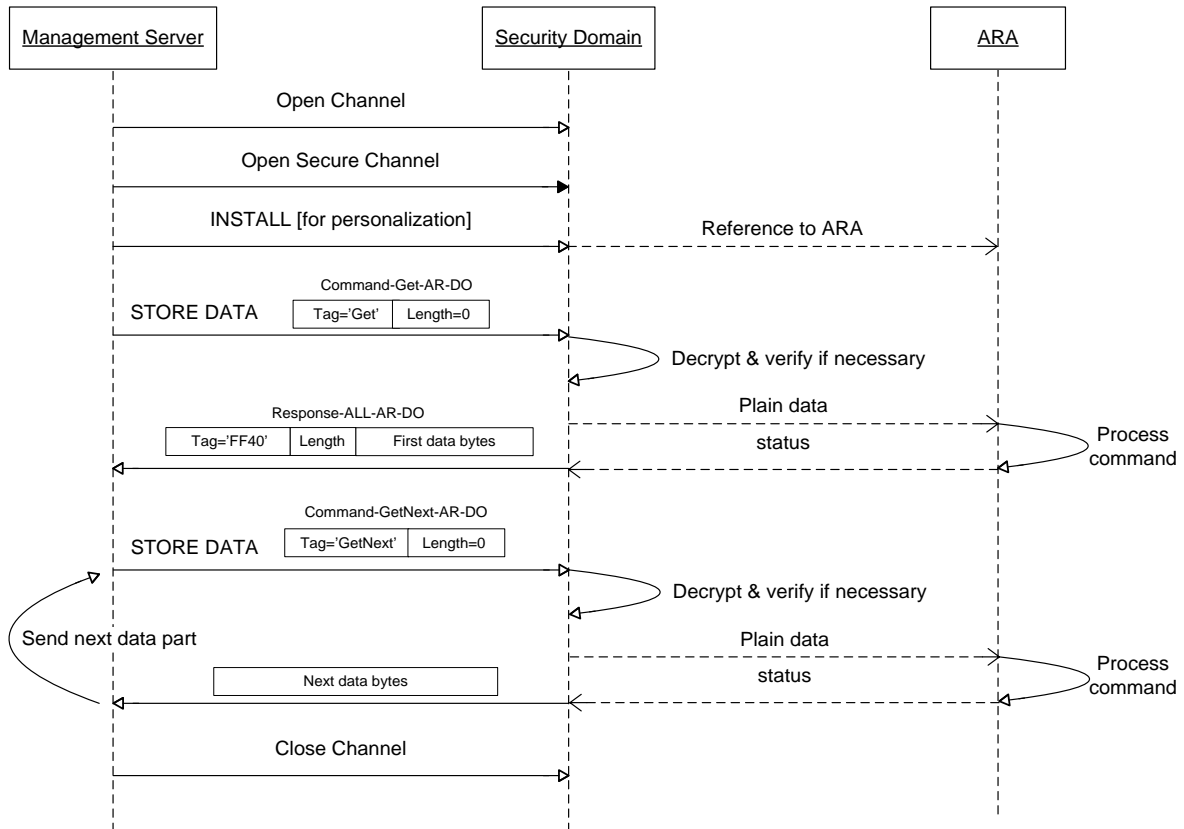 Management Server
Security Domain
ARA
Open Channel
Open Secure Channel
INSTALL [for personalization]
Reference to ARA
Command-Get-AR-DO
STORE DATA
Tag=’Get’
Length=0
Decrypt & verify if necessary
Response-ALL-AR-DO
Tag=’FF40’
Length
First data bytes
Plain data
status
Process
command
Command-GetNext-AR-DO
STORE DATA
Tag=’GetNext’
Length=0
Decrypt & verify if necessary
Send next data part
Next data bytes
Plain data
status
Process
command
Close Channel